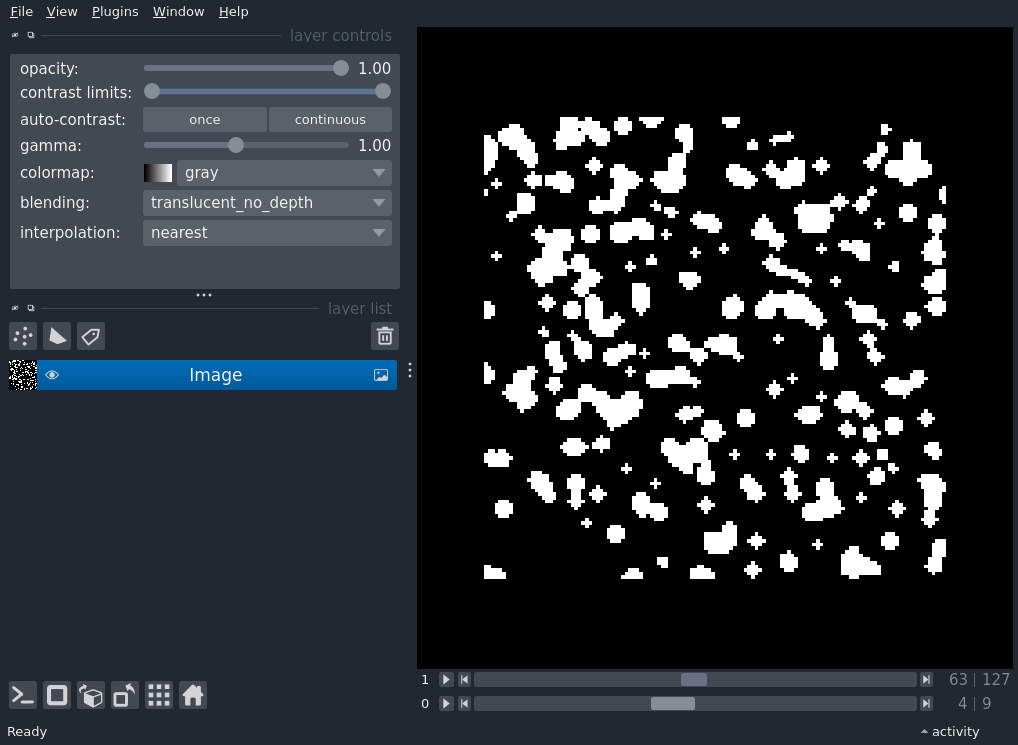 File View Plugins Window Help
layer controls
opacity: 1.00
contrast limits:
auto-contrast: once continuous
gamma: 1.00
colormap: gray
blending: translucent_no_depth
interpolation: nearest
layer list
Image
1 63 | 127
0 4 | 9
Ready activity